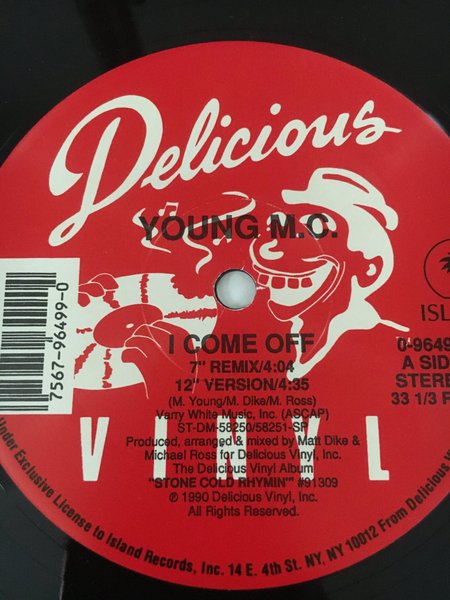 Delicious
YOUNG M.C.
7567-96499-0
ISL
I COME OFF
7" REMIX/4:04
12" VERSION/4:35
(M. Young/M. Dike/M. Ross)
Varry White Music, Inc. (ASCAP)
ST-DM-58250/58251-SP
Produced, arranged & mixed by Matt Dike &
Michael Ross for Delicious Vinyl, Inc.
The Delicious Vinyl Album
"STONE COLD RHYMIN'" #91309
℗ 1990 Delicious Vinyl, Inc.
All Rights Reserved.
0-9649
A SID
STERE
33 1/3 R
VINYL
Under Exclusive License to Island Records, Inc. 14 E. 4th St. NY, NY 10012 From Delicious